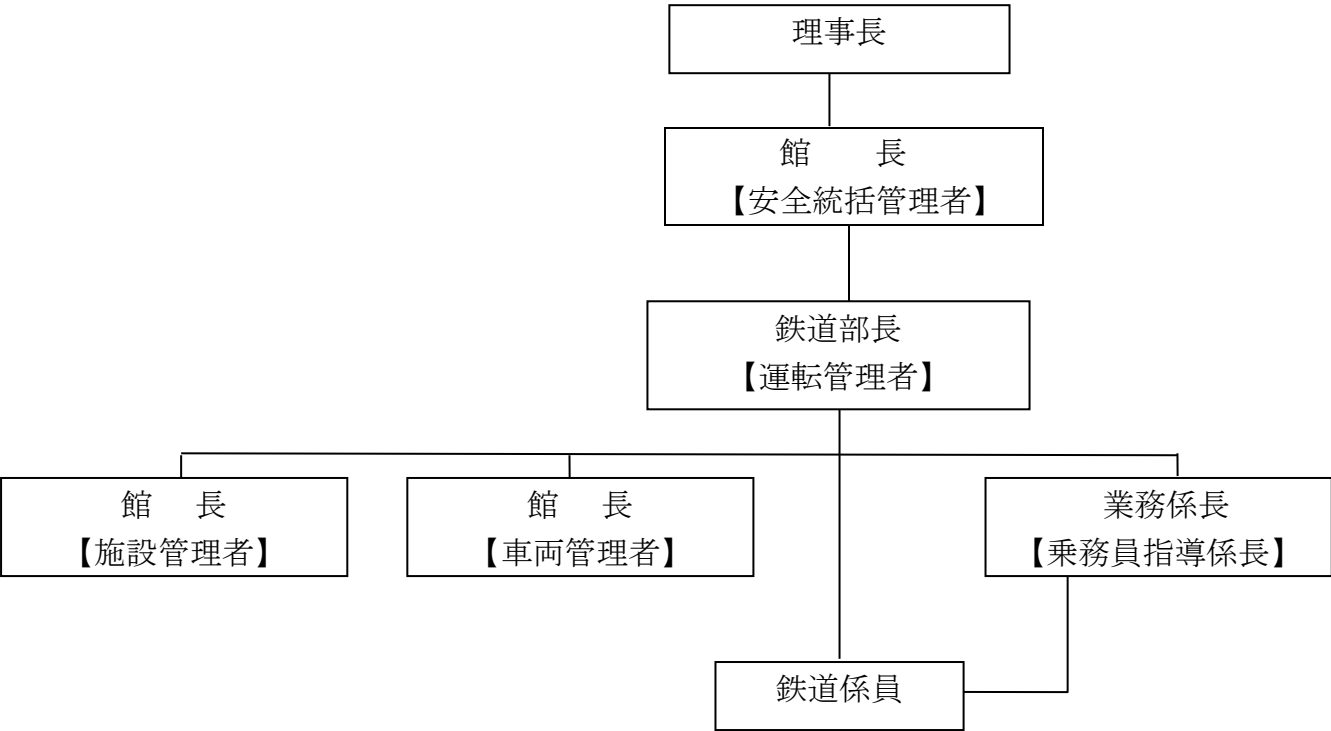 理事長
館　　長
【安全統括管理者】
鉄道部長
【運転管理者】
館　長
【施設管理者】
館　長
【車両管理者】
業務係長
【乗務員指導係長】
鉄道係員